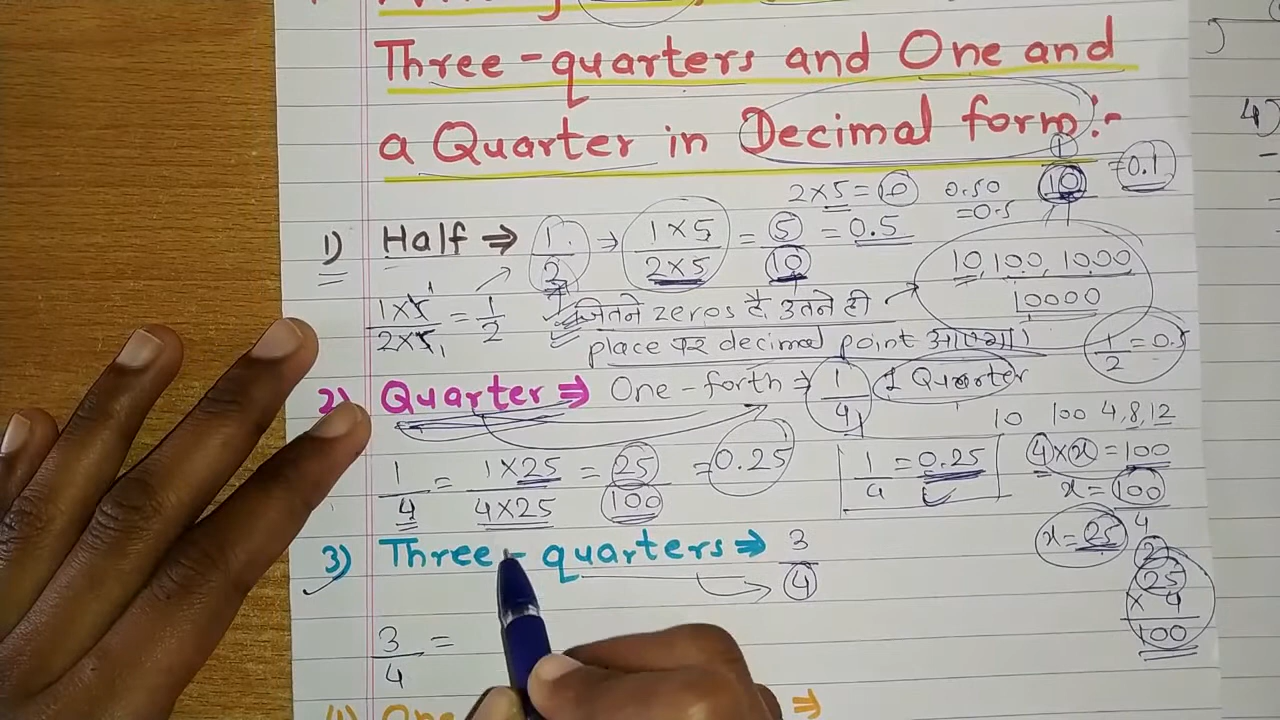 Three-quarters and One and
a Quarter in Decimal form:-
2×5=10 0.50 =0.5 1/10 =0.1
1) Half ⇒ 1/2 → 1×5/2×5 = 5/10 = 0.5
10,100,1000
10000
1×5/2×5 = 1/2 जितने zeros है उतने ही
place पर decimal point आएगा। 1/2 = 0.5
2) Quarter ⇒ One-forth ⇒ 1/4 1 Quarter
10 100 4,8,12
1/4 = 1×25/4×25 = 25/100 = 0.25 1/4 = 0.25 4×x=100
x=100/4
x=25
3) Three-quarters ⇒ 3/4
2
25
×4
100
3/4 =
4) One ⇒
4)